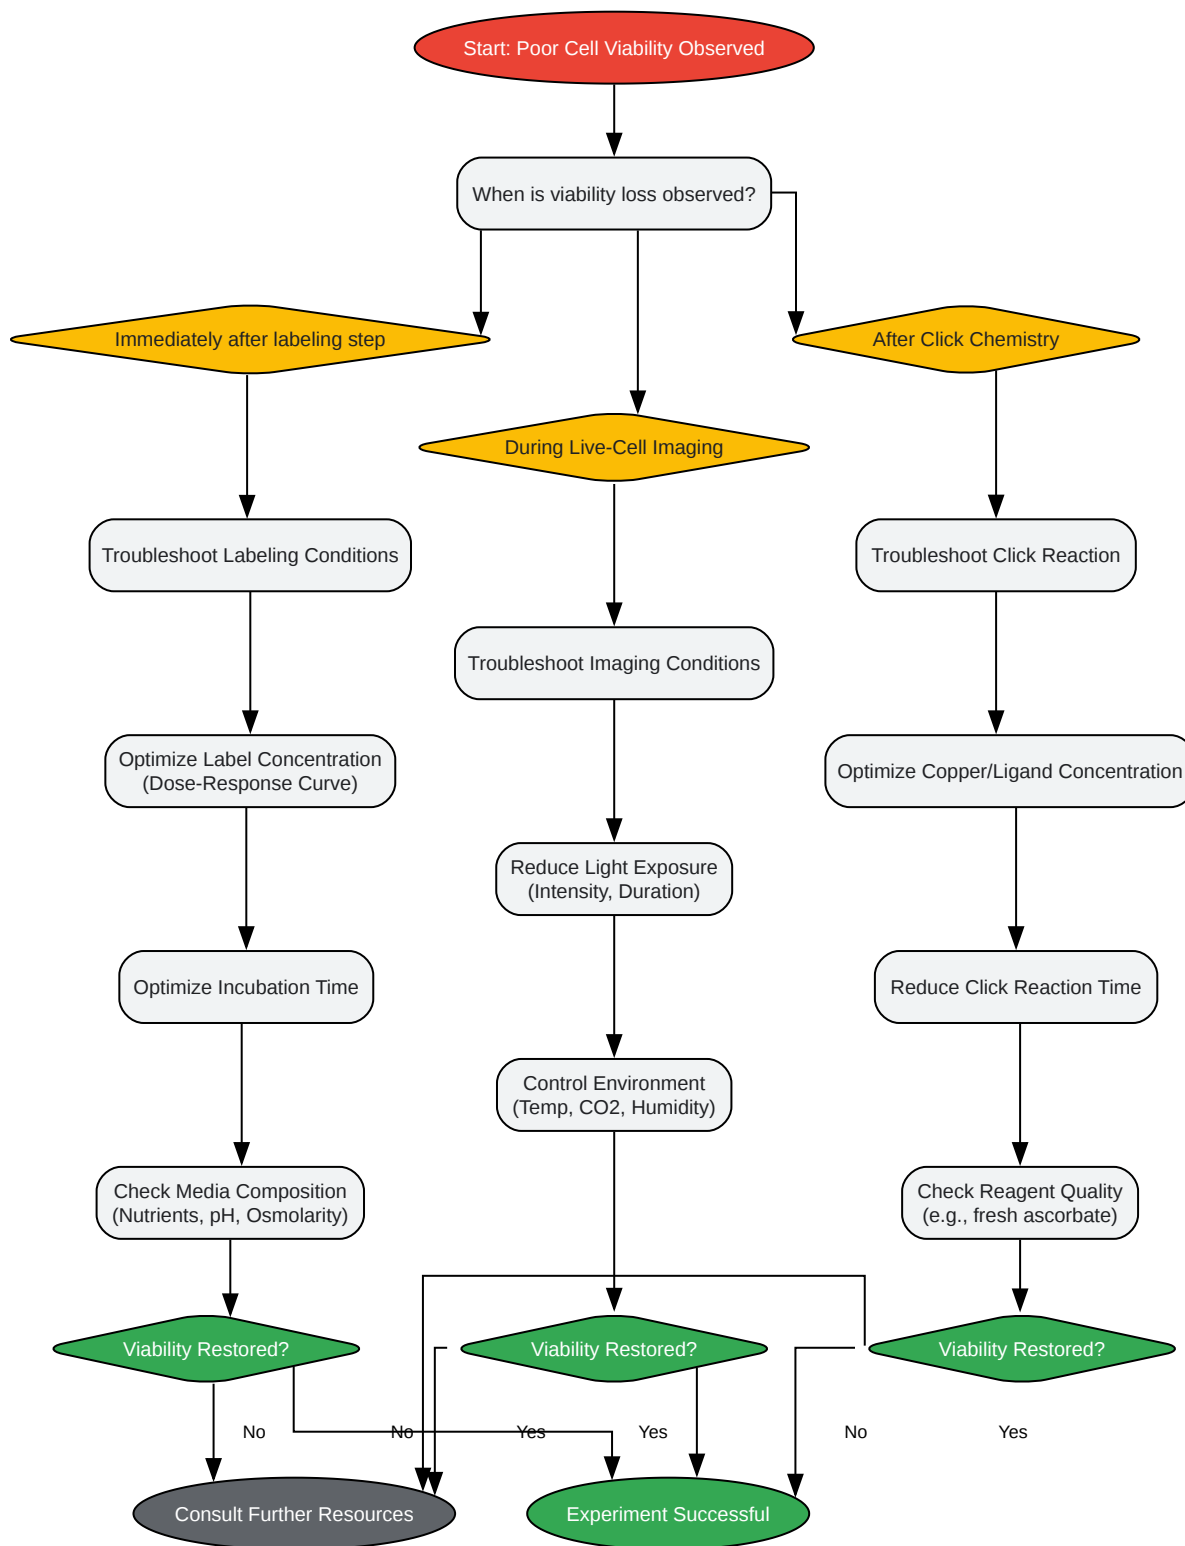 Start: Poor Cell Viability Observed
When is viability loss observed?
Immediately after labeling step
After Click Chemistry
During Live-Cell Imaging
Troubleshoot Labeling Conditions
Troubleshoot Click Reaction
Troubleshoot Imaging Conditions
Optimize Label Concentration
(Dose-Response Curve)
Optimize Copper/Ligand Concentration
Reduce Light Exposure
(Intensity, Duration)
Optimize Incubation Time
Reduce Click Reaction Time
Control Environment
(Temp, CO2, Humidity)
Check Media Composition
(Nutrients, pH, Osmolarity)
Check Reagent Quality
(e.g., fresh ascorbate)
Viability Restored?
Viability Restored?
Viability Restored?
No
No
Yes
Yes
No
Yes
Consult Further Resources
Experiment Successful